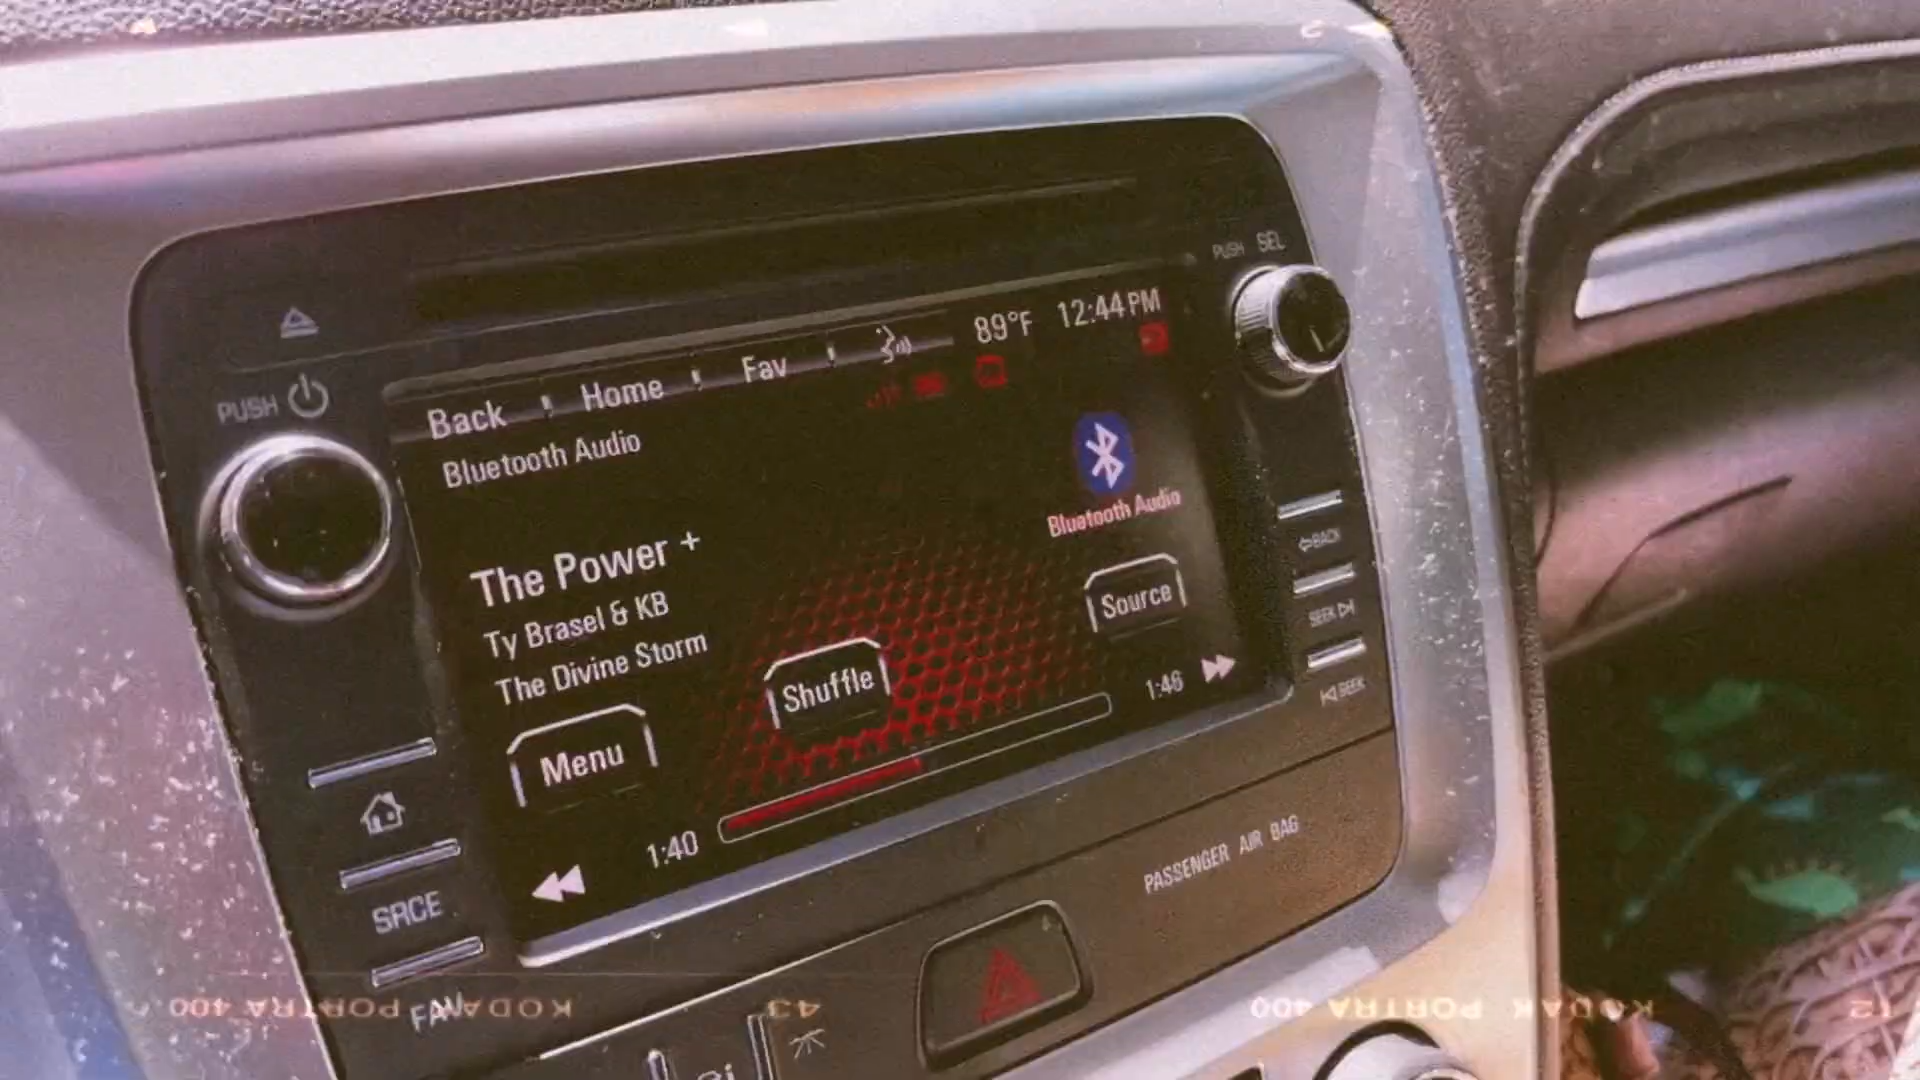 PUSH SEL
89°F 12:44 PM
Back Home Fav
PUSH
Bluetooth Audio
Bluetooth Audio
BACK
The Power +
Ty Brasel & KB
Source
SEEK
The Divine Storm
Shuffle
1:46
SEEK
Menu
1:40
PASSENGER AIR BAG
SRCE
FAV
KODAK PORTRA 400
43
KODAK PORTRA 400
12